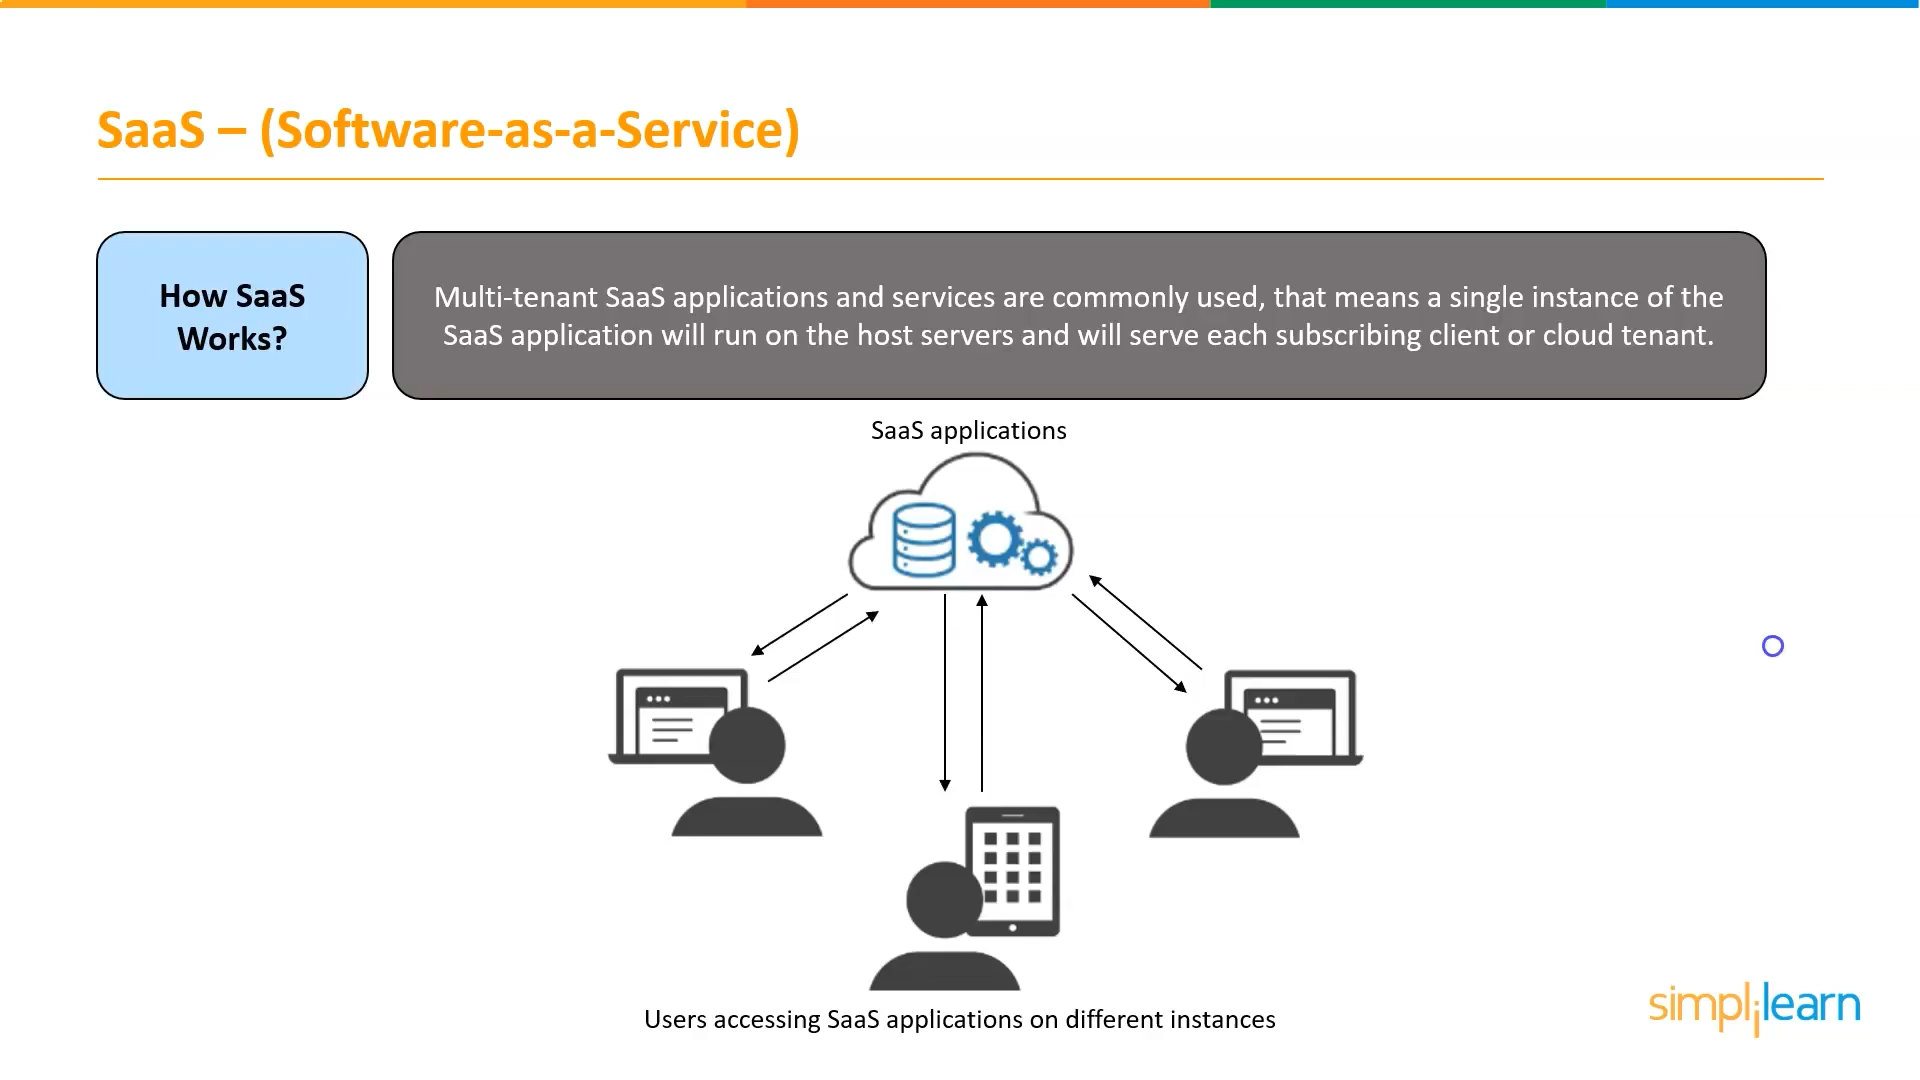 SaaS – (Software-as-a-Service)
How SaaS
Works?
Multi-tenant SaaS applications and services are commonly used, that means a single instance of the
SaaS application will run on the host servers and will serve each subscribing client or cloud tenant.
SaaS applications
Users accessing SaaS applications on different instances
simplilearn